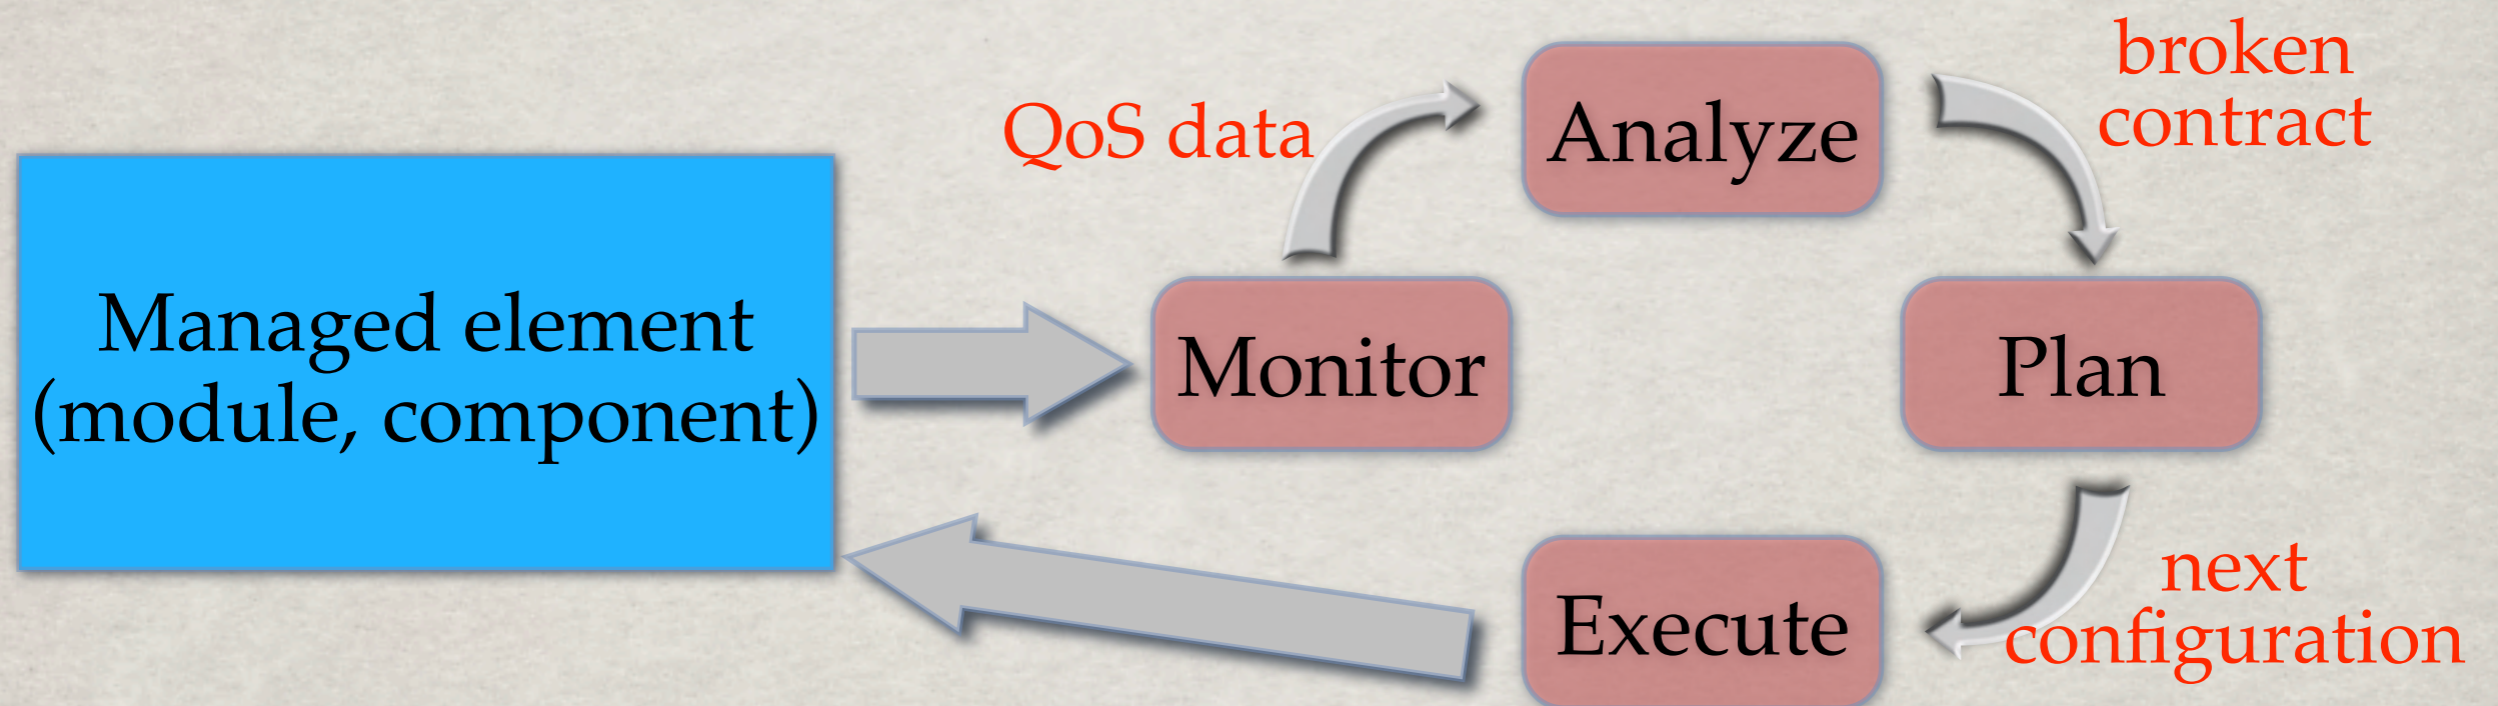 Managed element
(module, component)
QoS data
Monitor
Analyze
broken
contract
Plan
next
configuration
Execute